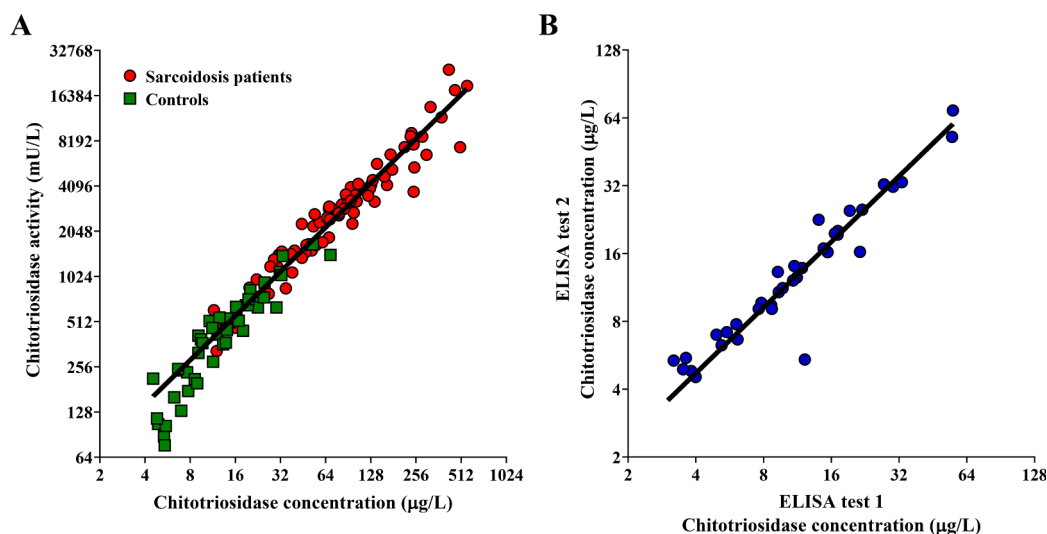 A
Chitotriosidase activity (mU/L)
32768
16384
8192
4096
2048
1024
512
256
128
64
Sarcoidosis patients
Controls
2 4 8 16 32 64 128 256 512 1024
Chitotriosidase concentration (μg/L)
B
ELISA test 2
Chitotriosidase concentration (μg/L)
128
64
32
16
8
4
2
2 4 8 16 32 64 128
ELISA test 1
Chitotriosidase concentration (μg/L)